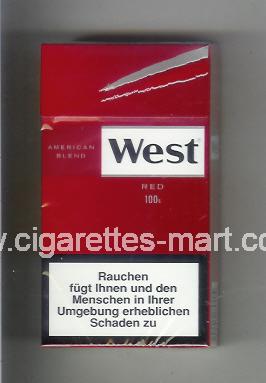 AMERICAN
BLEND
West
RED
100s
www.cigarettes-mart.com
Rauchen
fügt Ihnen und den
Menschen in Ihrer
Umgebung erheblichen
Schaden zu